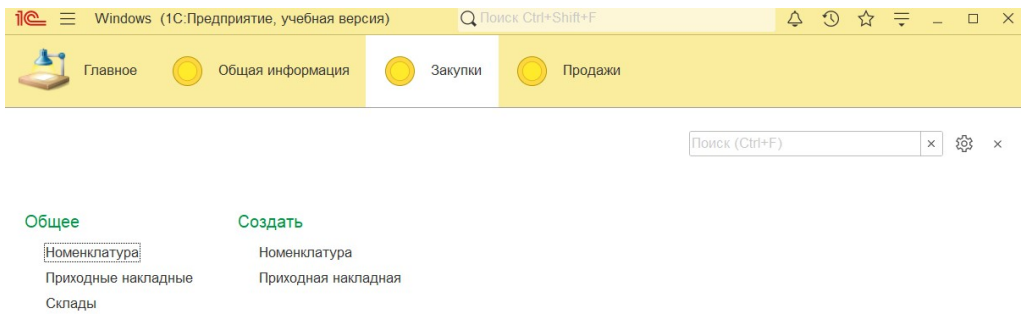 1С Windows (1С:Предприятие, учебная версия) Поиск Ctrl+Shift+F
Главное Общая информация Закупки Продажи
Поиск (Ctrl+F)
Общее Создать
Номенклатура Номенклатура
Приходные накладные Приходная накладная
Склады